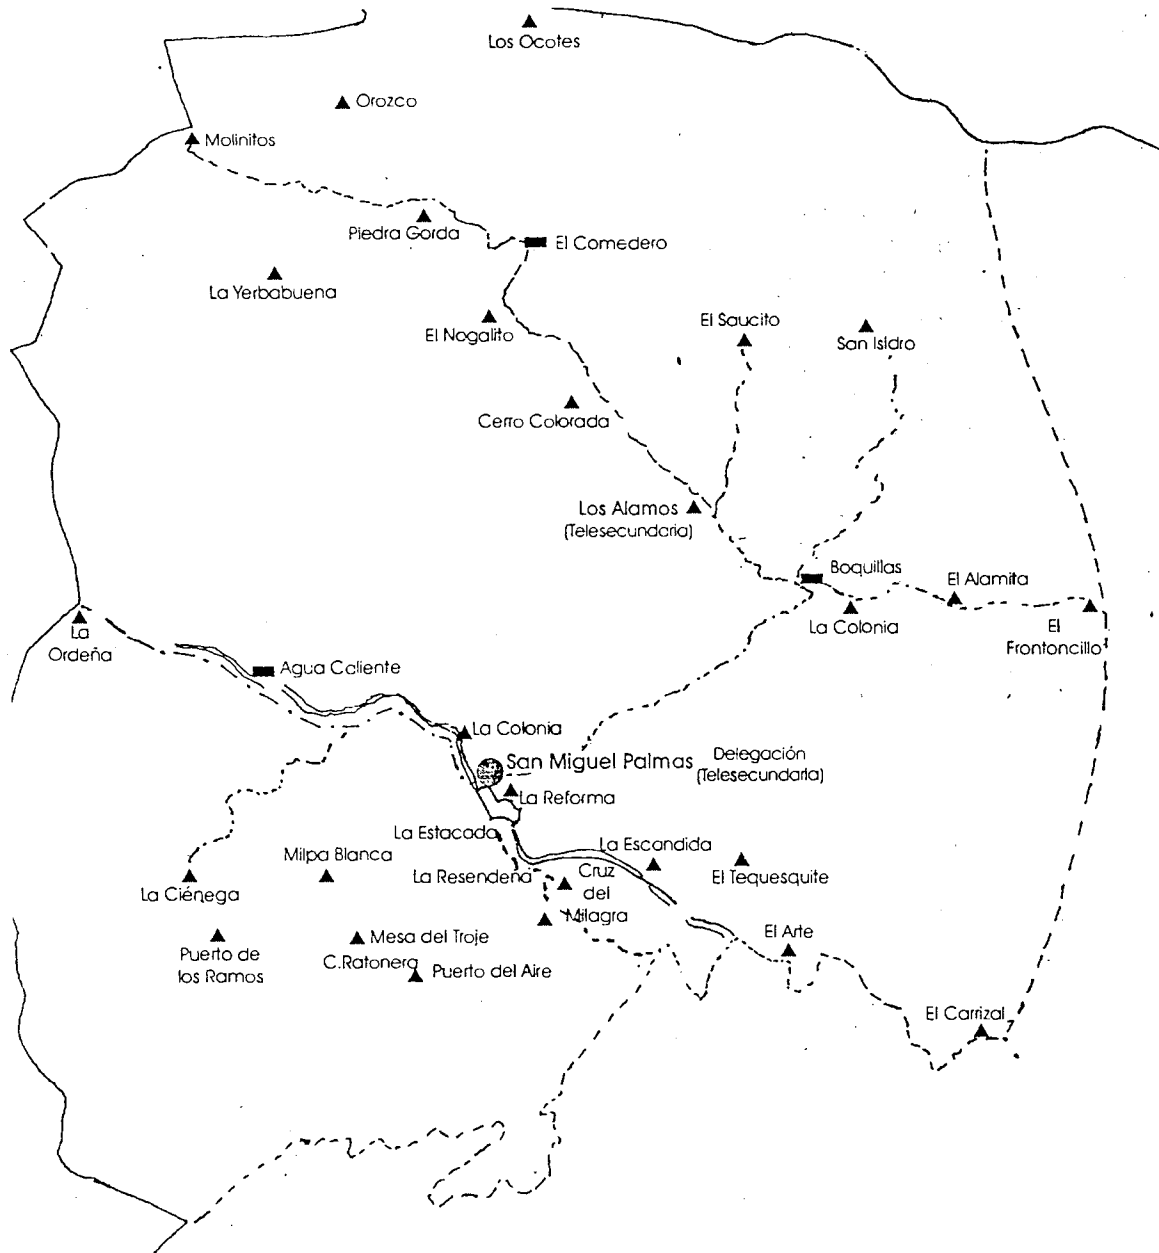 Los Ocotes
Orozco
Molinitos
Piedra Gorda
El Comedero
La Yerbabuena
El Nogalito
El Saucito
San Isidro
Cerro Colorada
Los Alamos
(Telesecundaria)
Boquillas
El Alamita
La Colonia
El
Frontoncillo
La
Ordeña
Agua Caliente
La Colonia
San Miguel Palmas
Delegación
(Telesecundaria)
La Reforma
La Estacada
La Escondida
Milpa Blanca
La Resendena
Cruz
del
Milagra
El Tequesquite
La Ciénega
Puerto de
los Ramos
Mesa del Troje
C.Ratonera
Puerto del Aire
El Arte
El Carrizal